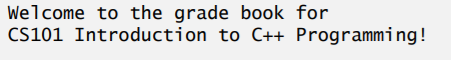 Welcome to the grade book for
CS101 Introduction to C++ Programming!